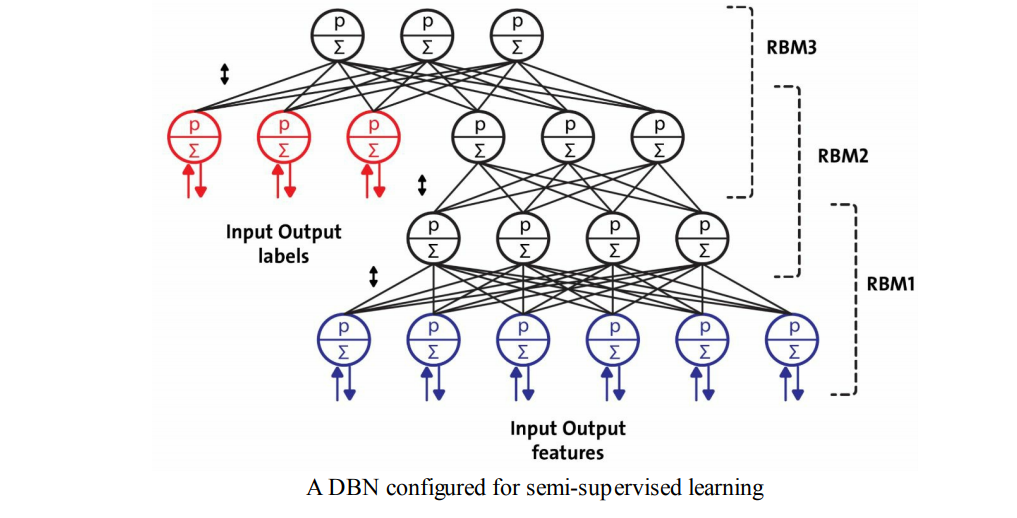 p p p
Σ Σ Σ
RBM3
p p p p p p
Σ Σ Σ Σ Σ Σ
RBM2
Input Output
labels
p p p p
Σ Σ Σ Σ
RBM1
p p p p p p
Σ Σ Σ Σ Σ Σ
Input Output
features
A DBN configured for semi-supervised learning